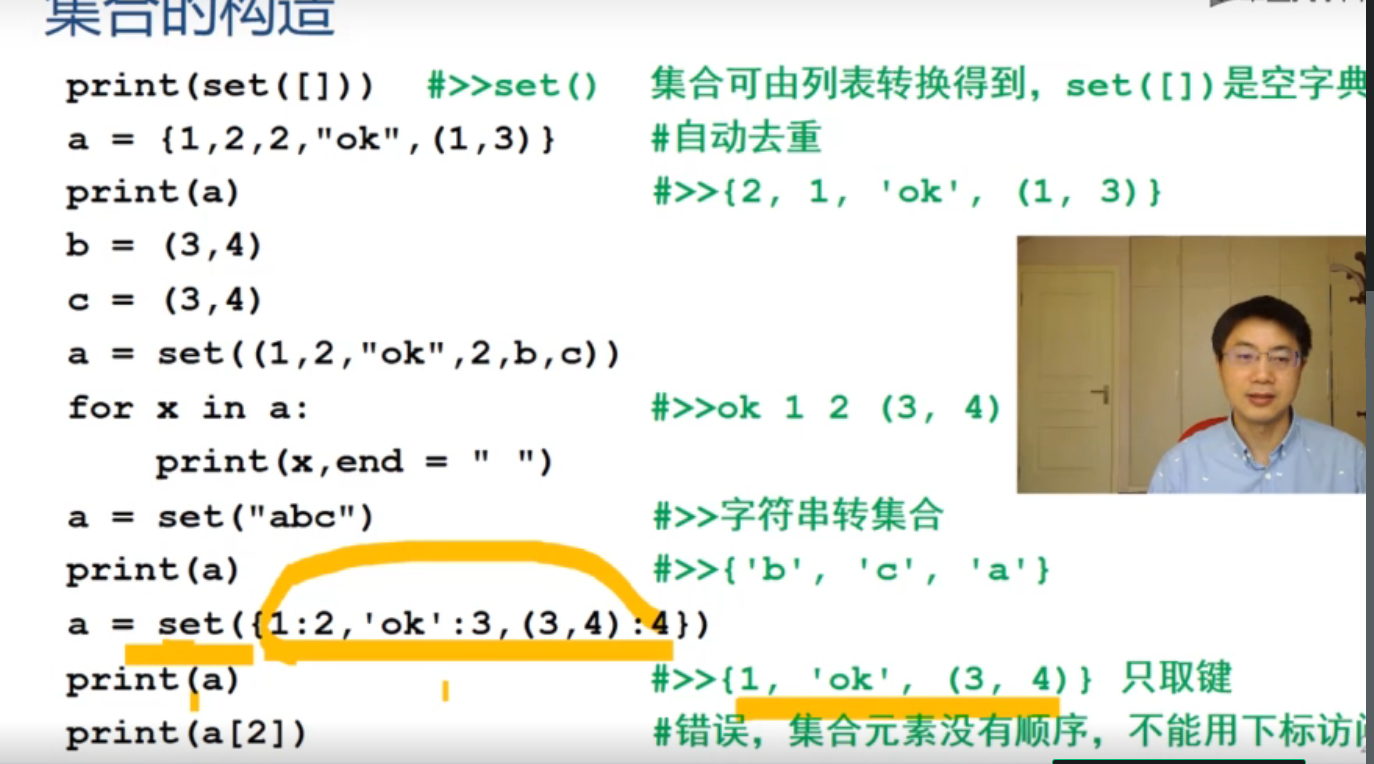 集合的构造
print(set([])) #>>set() 集合可由列表转换得到，set([])是空字典
a = {1,2,2,"ok",(1,3)} #自动去重
print(a) #>>{2, 1, 'ok', (1, 3)}
b = (3,4)
c = (3,4)
a = set((1,2,"ok",2,b,c))
for x in a: #>>ok 1 2 (3, 4)
print(x,end = " ")
a = set("abc") #>>字符串转集合
print(a) #>>{'b', 'c', 'a'}
a = set({1:2,'ok':3,(3,4):4})
print(a) #>>{1, 'ok', (3, 4)} 只取键
print(a[2]) #错误，集合元素没有顺序，不能用下标访